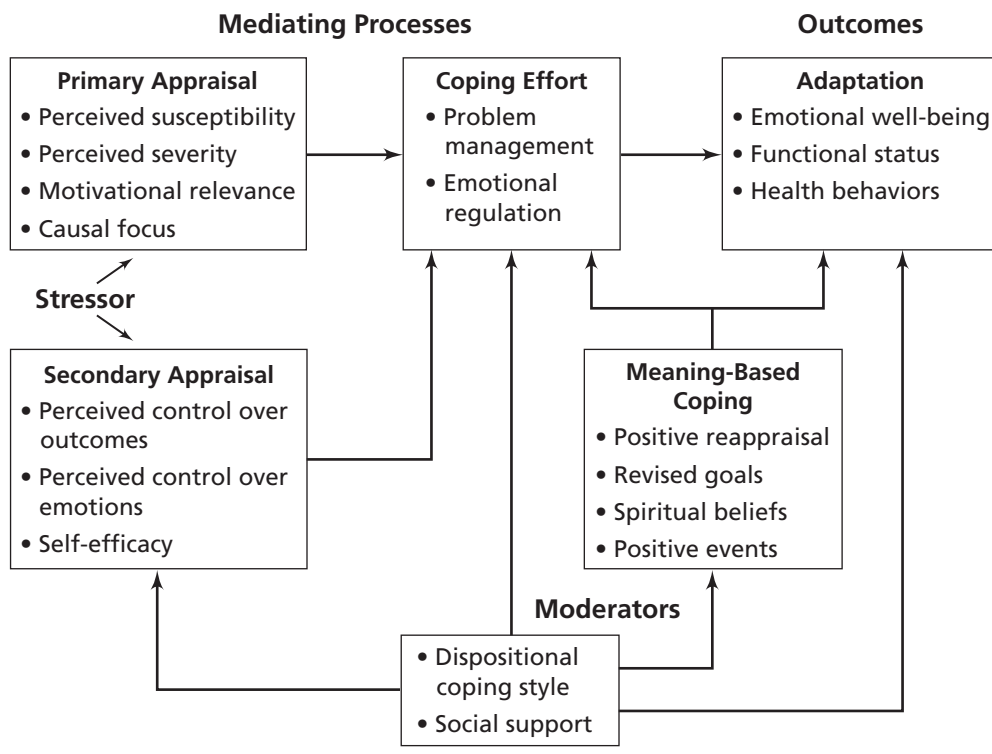 Mediating Processes
Outcomes
Primary Appraisal
• Perceived susceptibility
• Perceived severity
• Motivational relevance
• Causal focus
Coping Effort
• Problem
management
• Emotional
regulation
Adaptation
• Emotional well-being
• Functional status
• Health behaviors
Stressor
Secondary Appraisal
• Perceived control over
outcomes
• Perceived control over
emotions
• Self-efficacy
Meaning-Based
Coping
• Positive reappraisal
• Revised goals
• Spiritual beliefs
• Positive events
Moderators
• Dispositional
coping style
• Social support